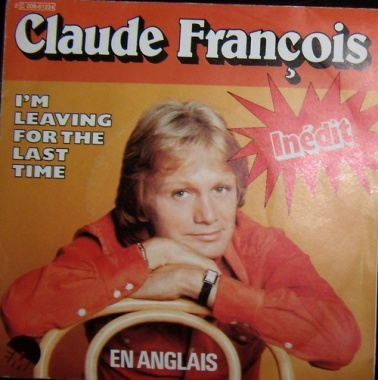 Claude François
I'M
LEAVING
FOR THE
LAST
TIME
Inédit
EN ANGLAIS